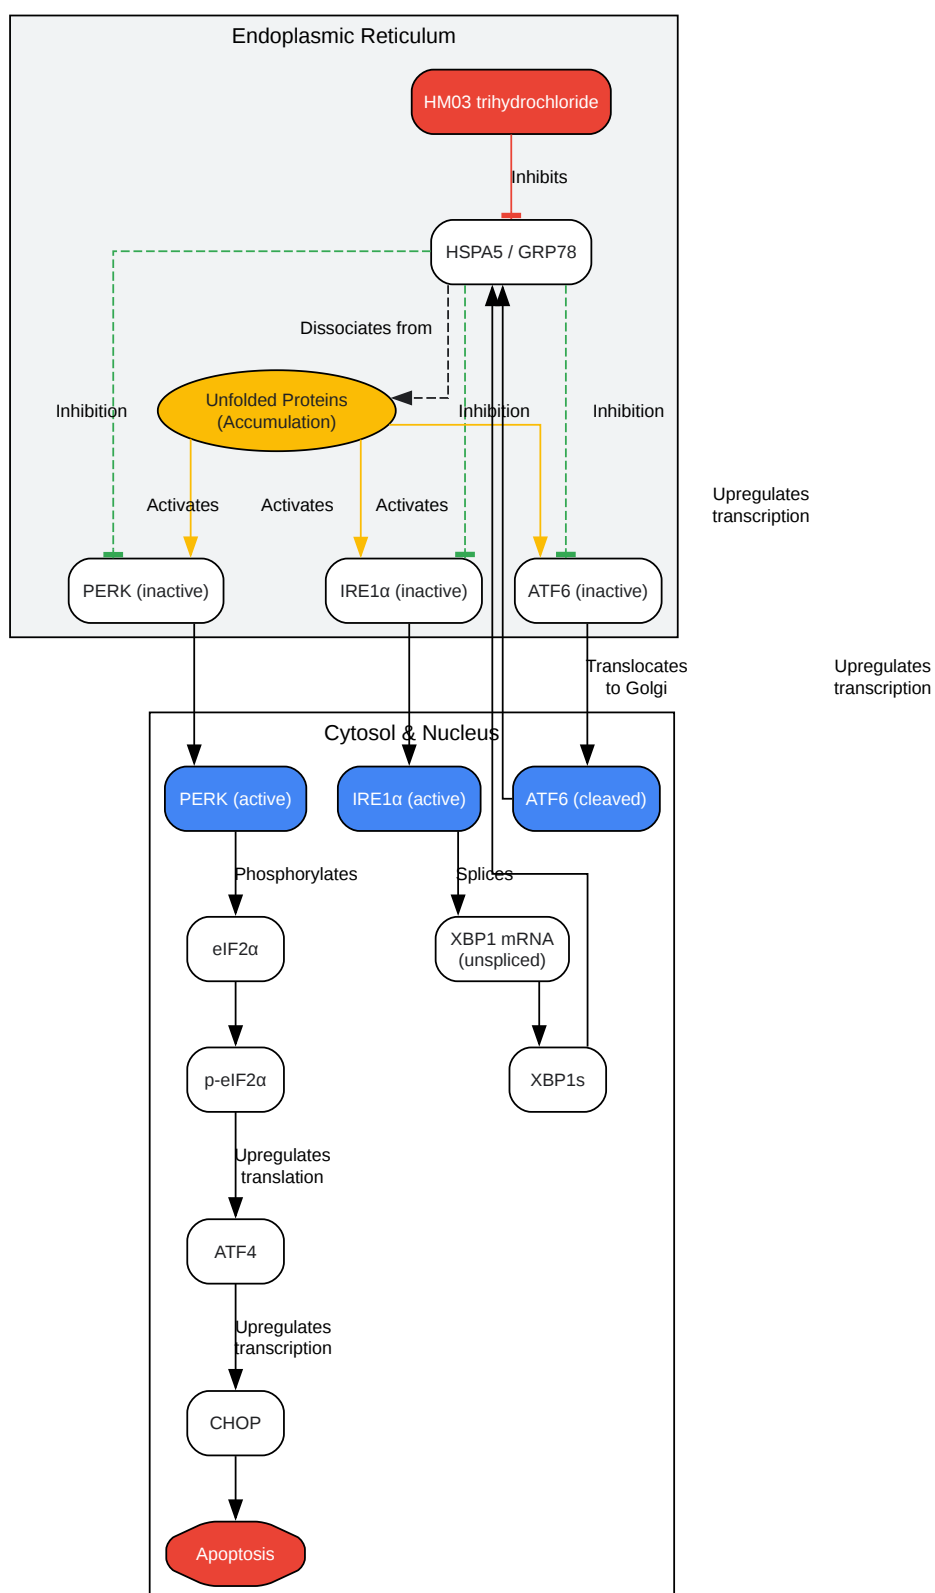 Endoplasmic Reticulum
HM03 trihydrochloride
Inhibits
HSPA5 / GRP78
Dissociates from
Unfolded Proteins
(Accumulation)
Inhibition
Inhibition
Inhibition
Activates
Activates
Activates
Upregulates
transcription
PERK (inactive)
IRE1α (inactive)
ATF6 (inactive)
Translocates
to Golgi
Upregulates
transcription
Cytosol & Nucleus
PERK (active)
IRE1α (active)
ATF6 (cleaved)
Phosphorylates
Splices
eIF2α
XBP1 mRNA
(unspliced)
p-eIF2α
XBP1s
Upregulates
translation
ATF4
Upregulates
transcription
CHOP
Apoptosis